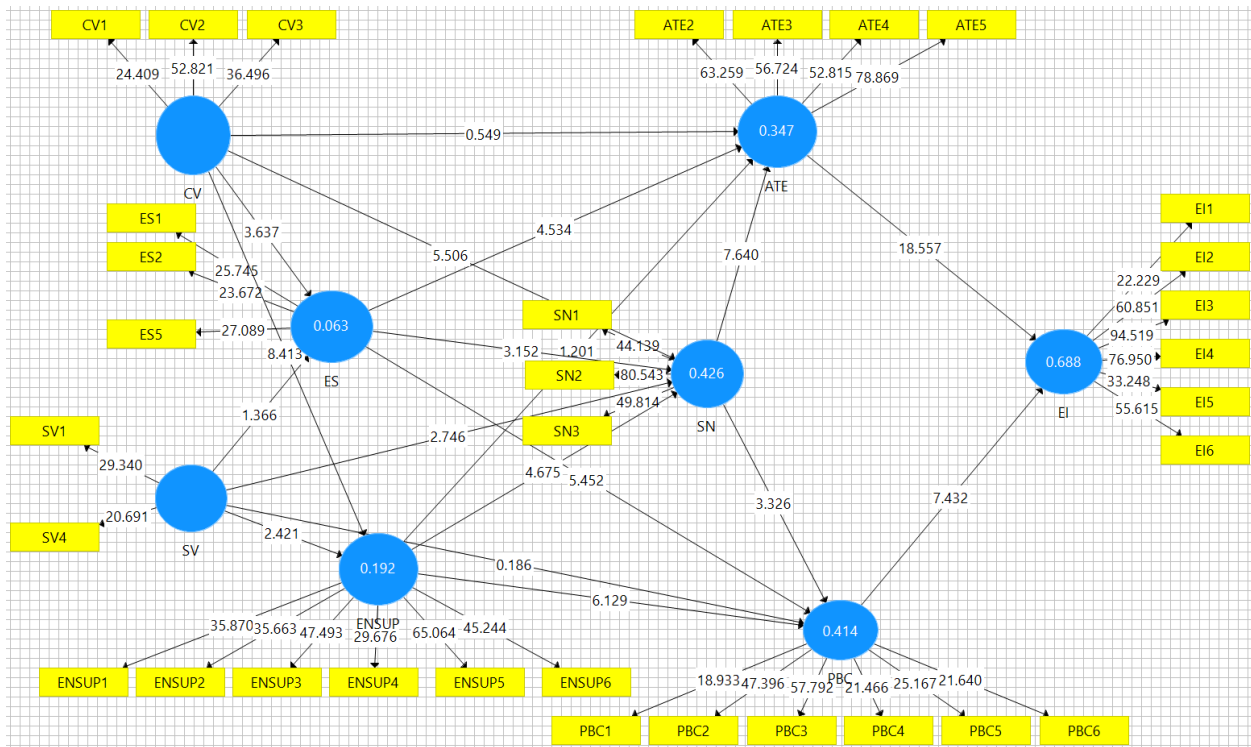 CV1 CV2 CV3 ATE2 ATE3 ATE4 ATE5
24.409 52.821 36.496 63.259 56.724 52.815 78.869
0.549 0.347
CV ATE
ES1 EI1
3.637 4.534
ES2 5.506 7.640 18.557 EI2
25.745 22.229
23.672 60.851 EI3
ES5 27.089 0.063 SN1 94.519
8.413 3.152 1.201 44.139 76.950 EI4
ES SN2 80.543 0.426 0.688 33.248
SN3 49.814 SN EI 55.615 EI5
1.366
SV1 2.746 EI6
29.340 4.675 5.452
20.691 3.326 7.432
SV4 SV 2.421
0.192 0.186
6.129
ENSUP 0.414
35.870 35.663 47.493 29.676 65.064 45.244
PBC
ENSUP1 ENSUP2 ENSUP3 ENSUP4 ENSUP5 ENSUP6 18.933 47.396 57.792 21.466 25.167 21.640
PBC1 PBC2 PBC3 PBC4 PBC5 PBC6